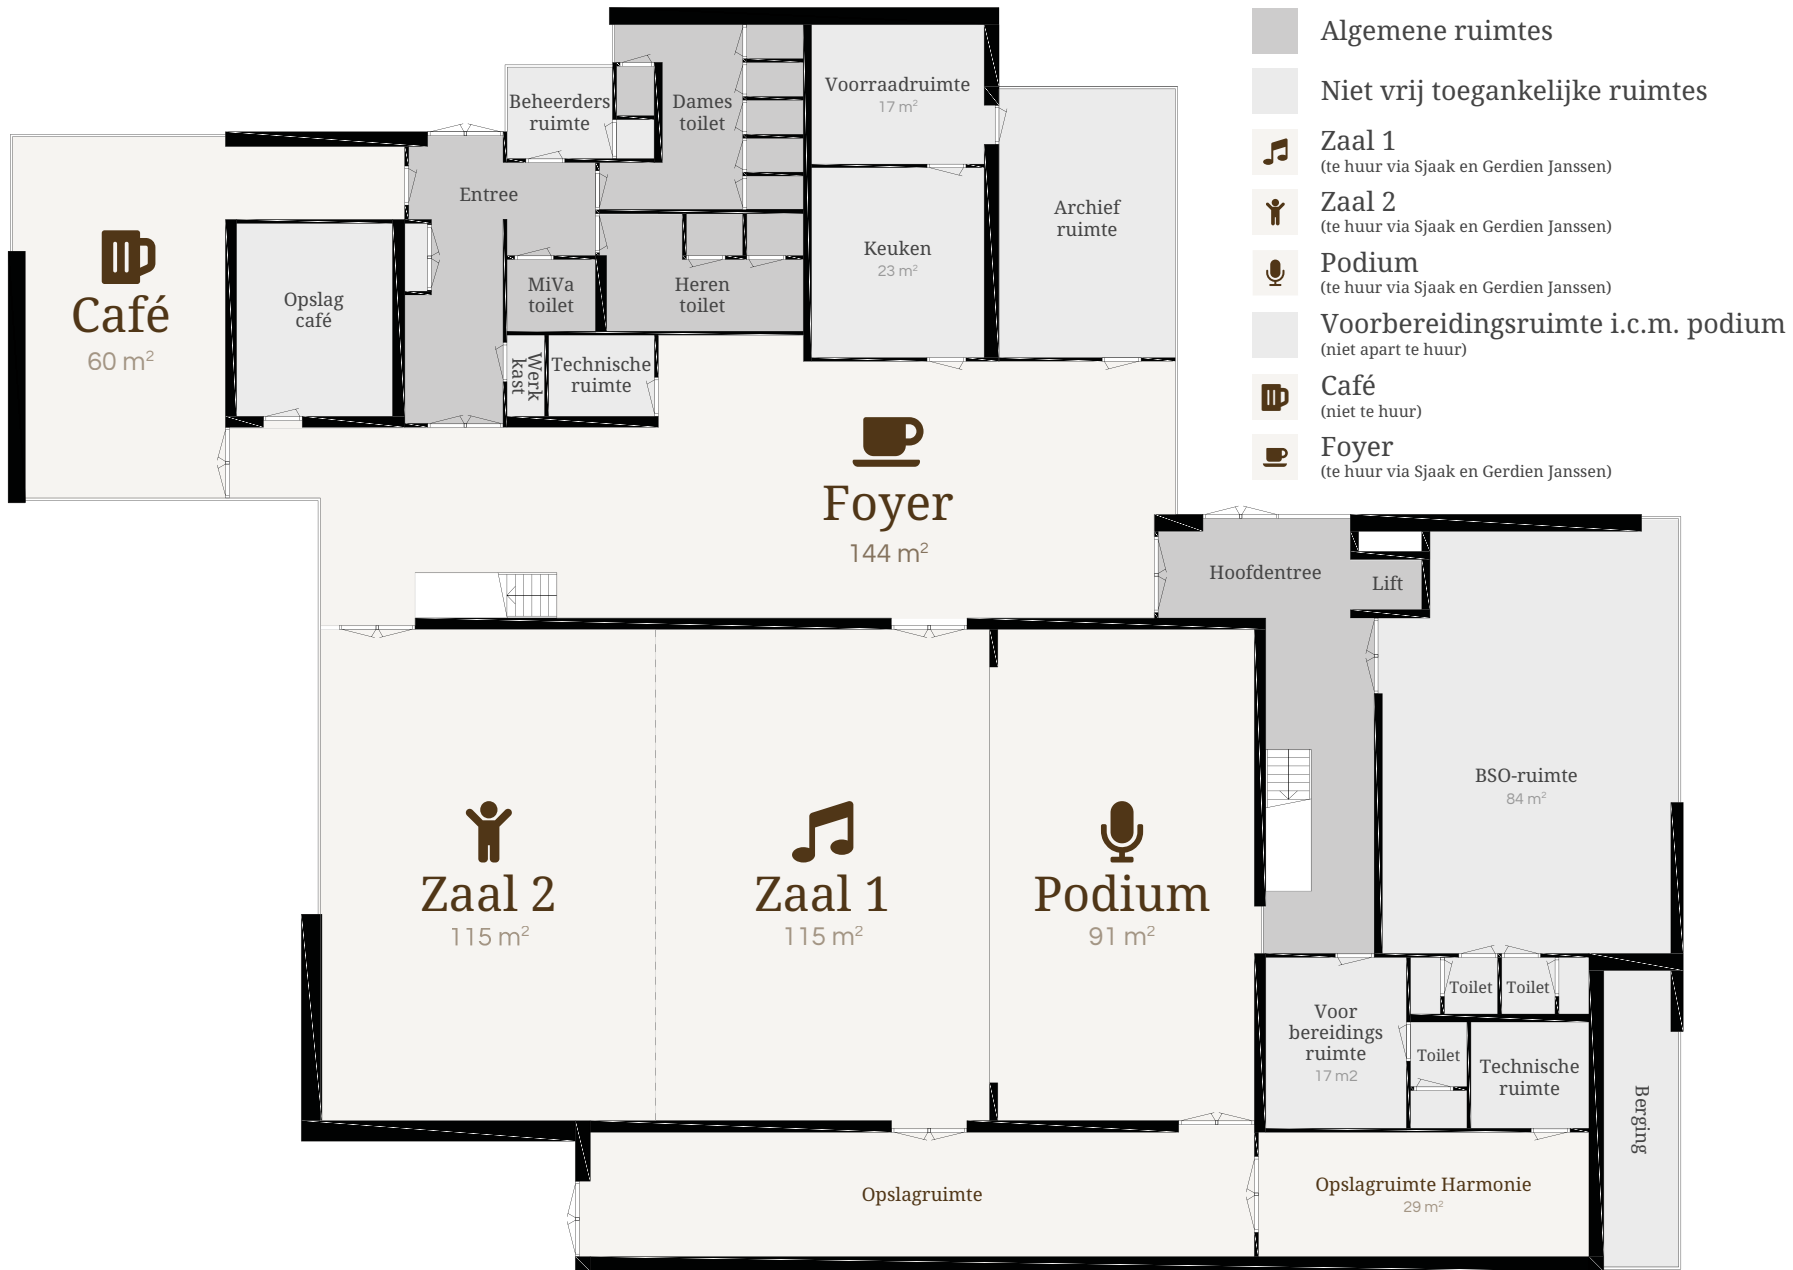 Algemene ruimtes
Niet vrij toegankelijke ruimtes
Zaal 1
(te huur via Sjaak en Gerdien Janssen)
Zaal 2
(te huur via Sjaak en Gerdien Janssen)
Podium
(te huur via Sjaak en Gerdien Janssen)
Voorbereidingsruimte i.c.m. podium
(niet apart te huur)
Café
(niet te huur)
Foyer
(te huur via Sjaak en Gerdien Janssen)
Beheerders
ruimte
Dames
toilet
Voorraadruimte
17 m²
Entree
Archief
ruimte
Keuken
23 m²
Café
60 m²
Opslag
café
MiVa
toilet
Heren
toilet
Werk
kast
Technische
ruimte
Foyer
144 m²
Hoofdentree
Lift
BSO-ruimte
84 m²
Zaal 2
115 m²
Zaal 1
115 m²
Podium
91 m²
Toilet
Toilet
Voor
bereidings
ruimte
17 m2
Toilet
Technische
ruimte
Berging
Opslagruimte
Opslagruimte Harmonie
29 m²